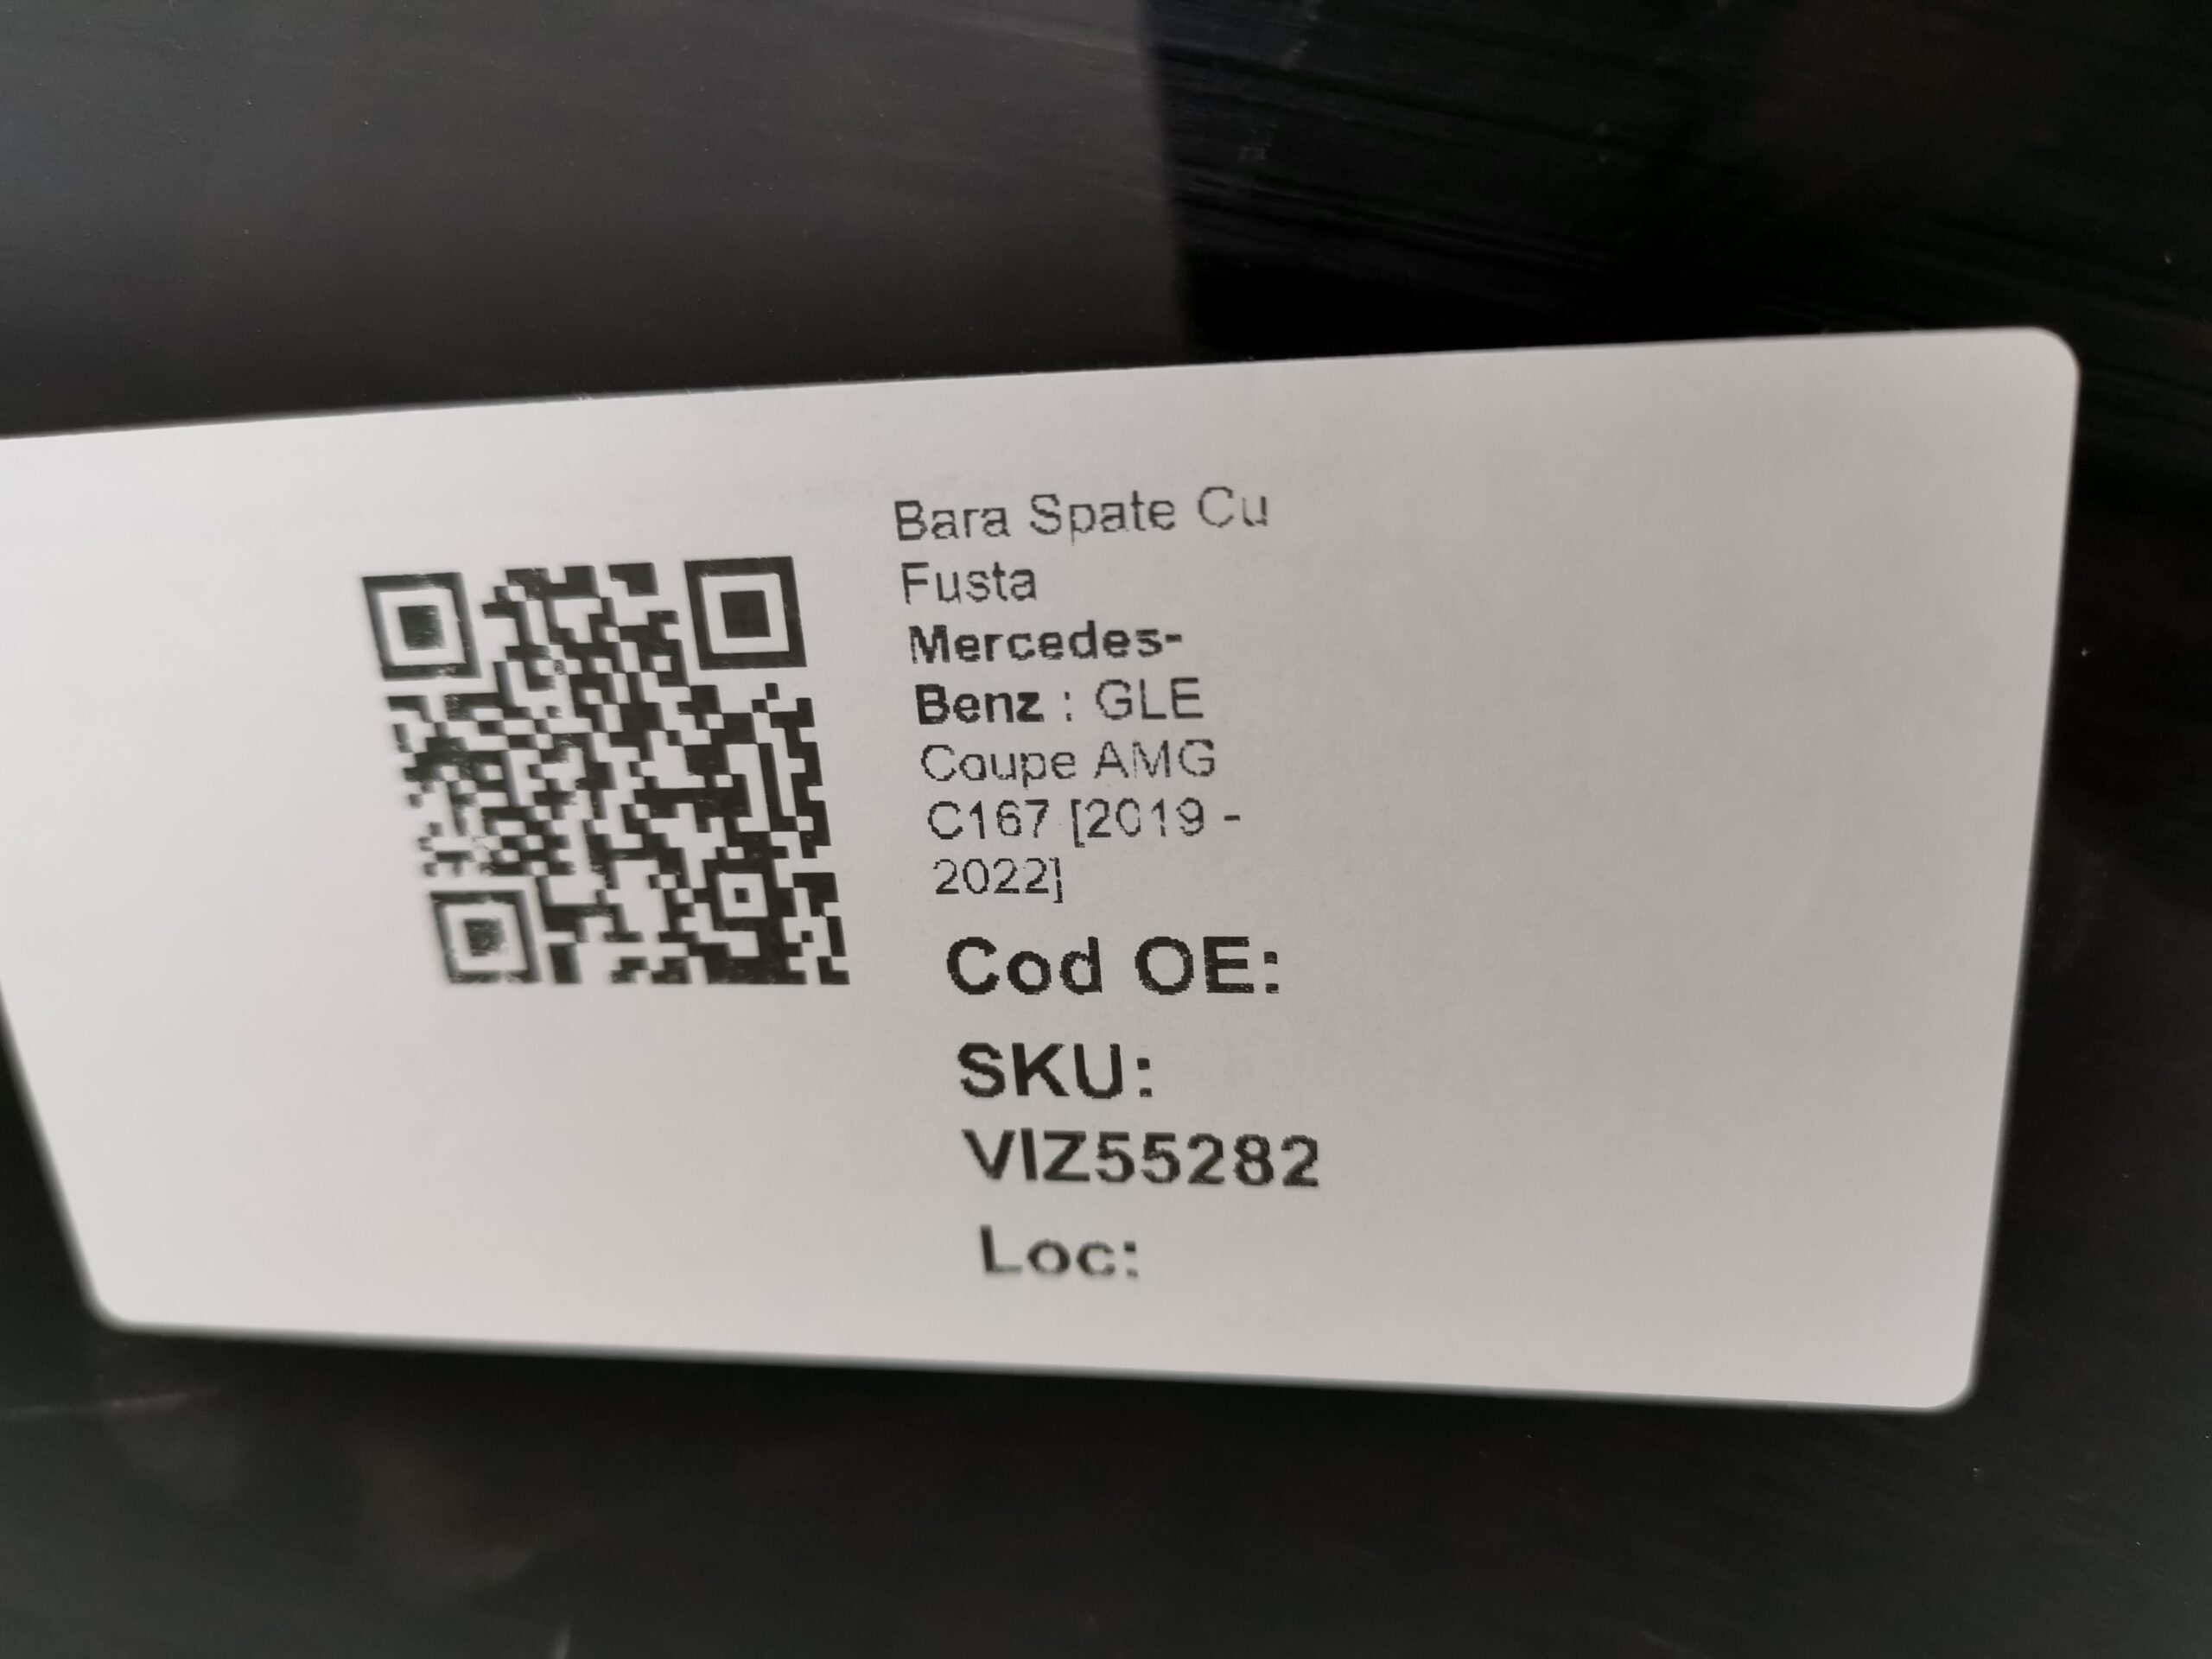 Bara Spate Cu
Fusta
Mercedes-
Benz : GLE
Coupe AMG
C167 [2019 -
2022]
Cod OE:
SKU:
VIZ55282
Loc: